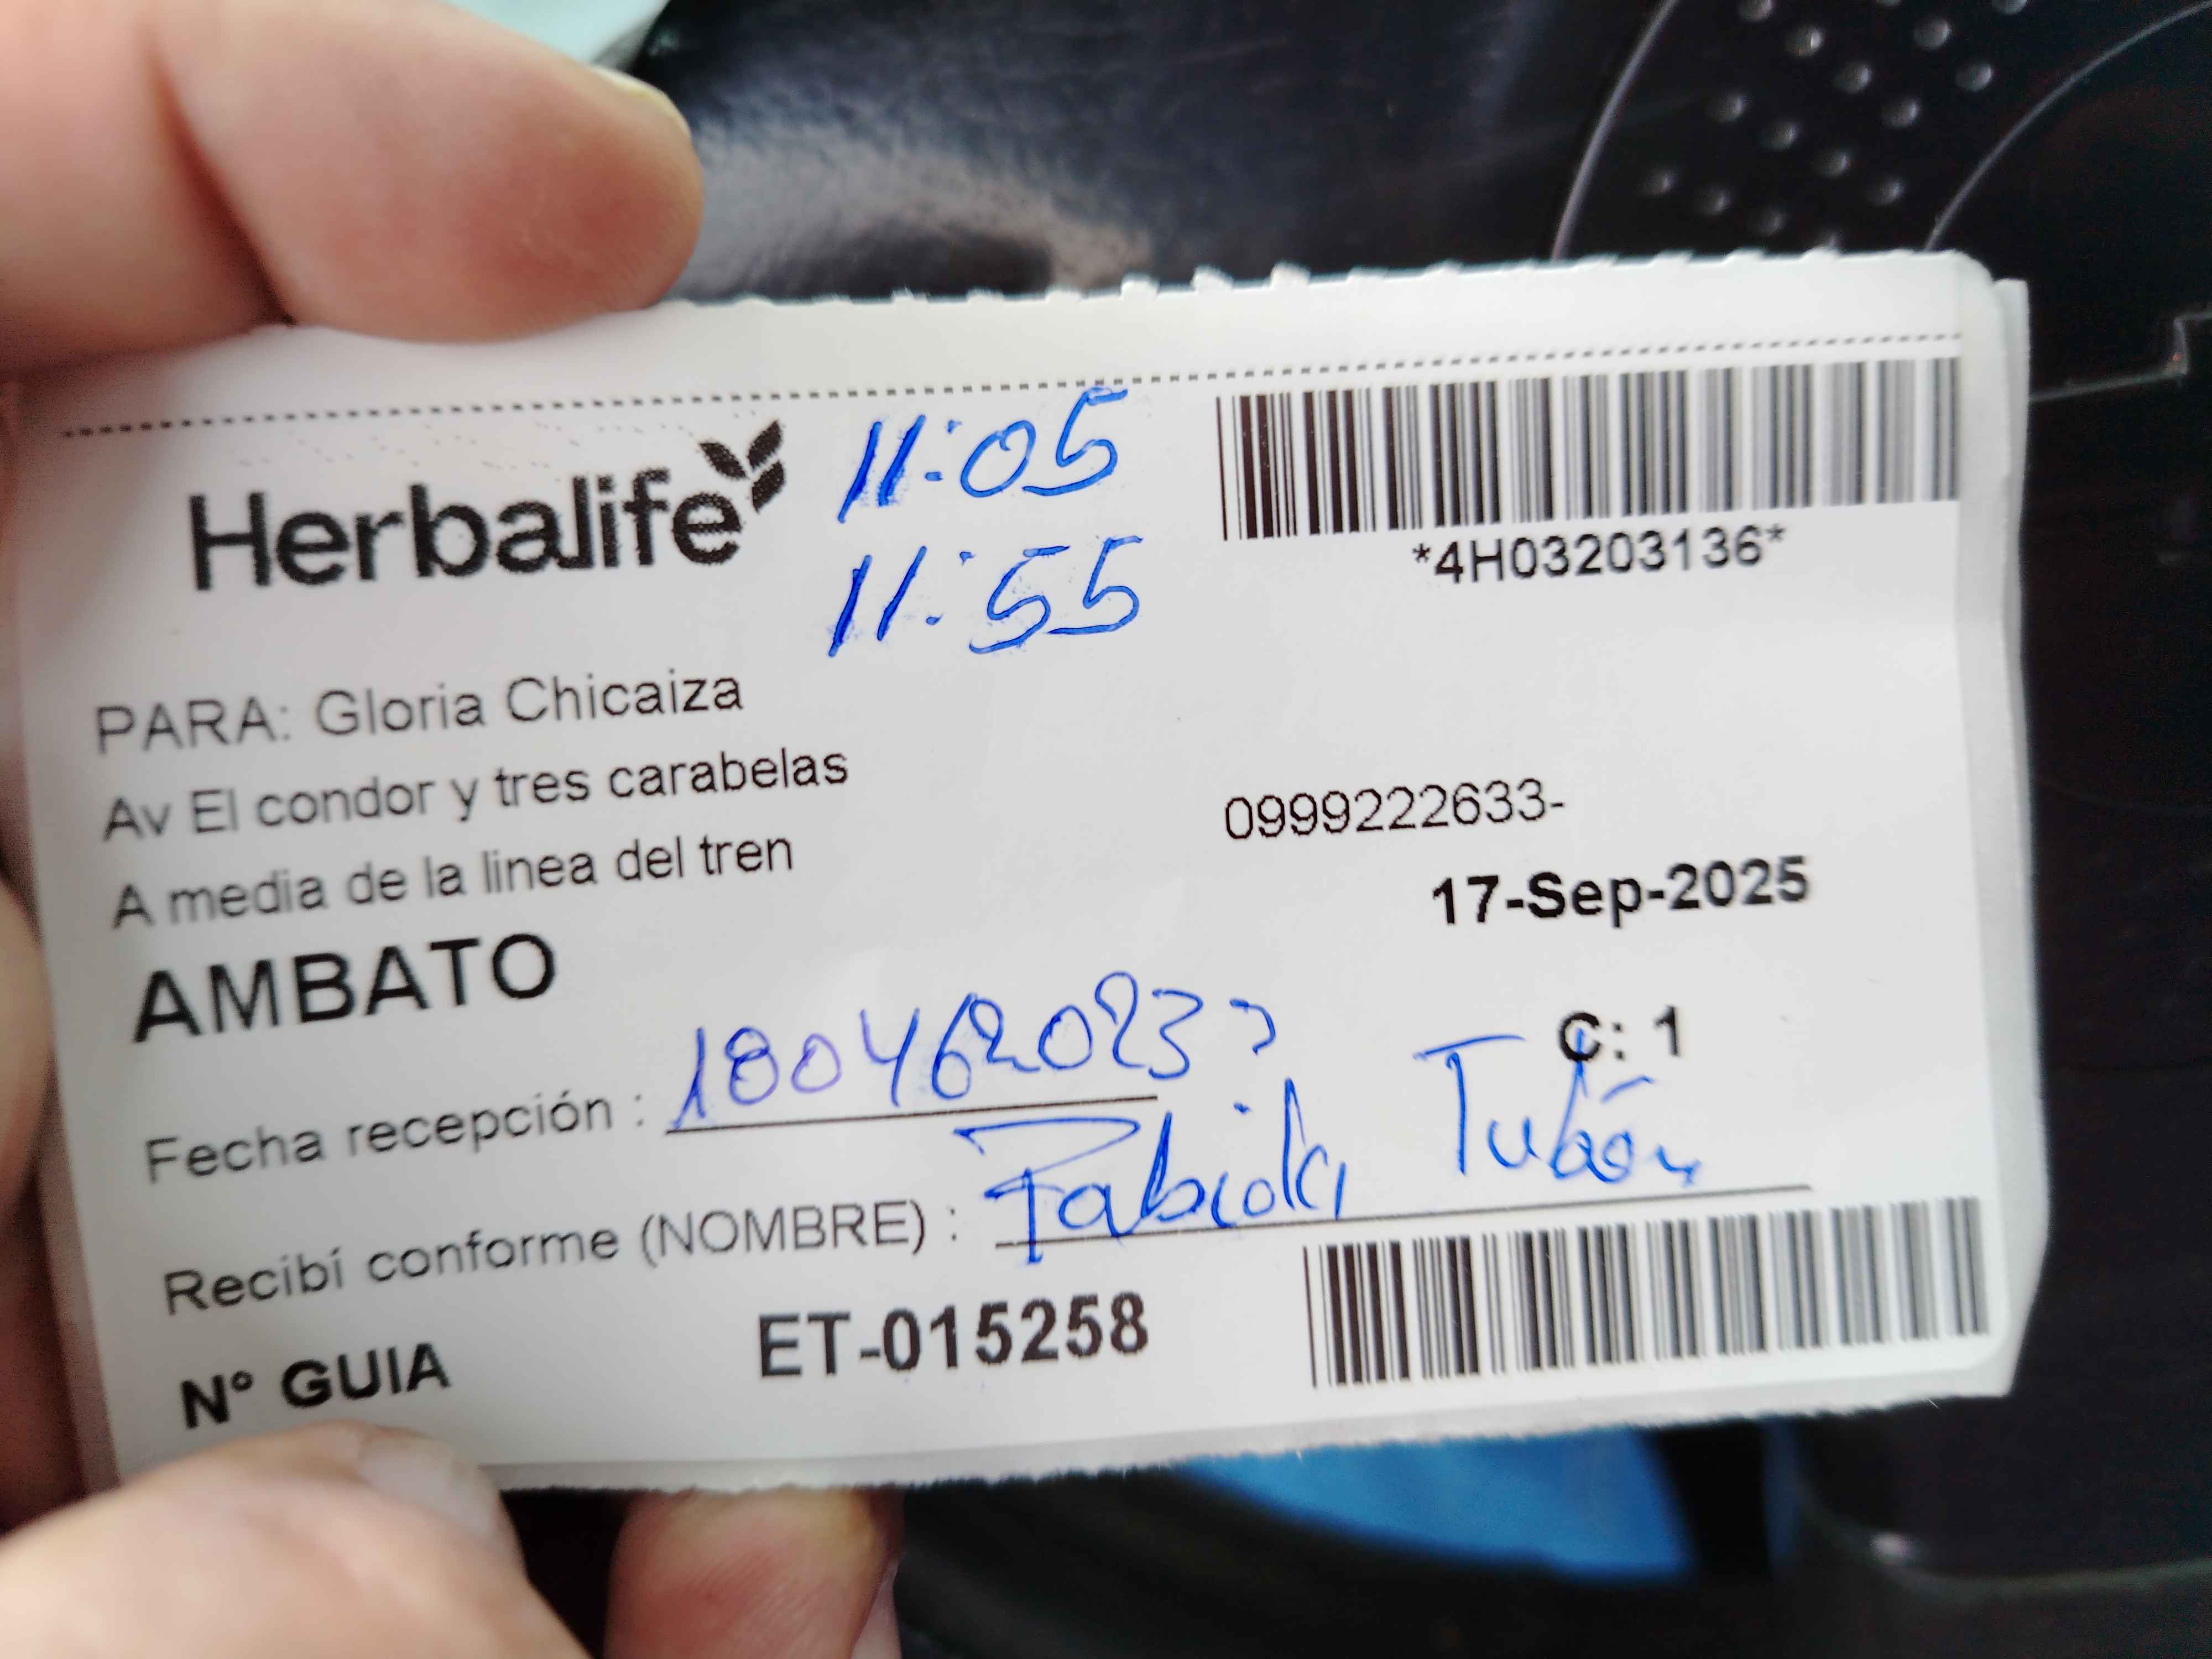 Herbalife
11:05
11:55
*4H03203136*
PARA: Gloria Chicaiza
Av El condor y tres carabelas
0999222633-
A media de la linea del tren
17-Sep-2025
AMBATO
C: 1
Fecha recepción :
Recibí conforme (NOMBRE) : Fabiola
N° GUIA ET-015258